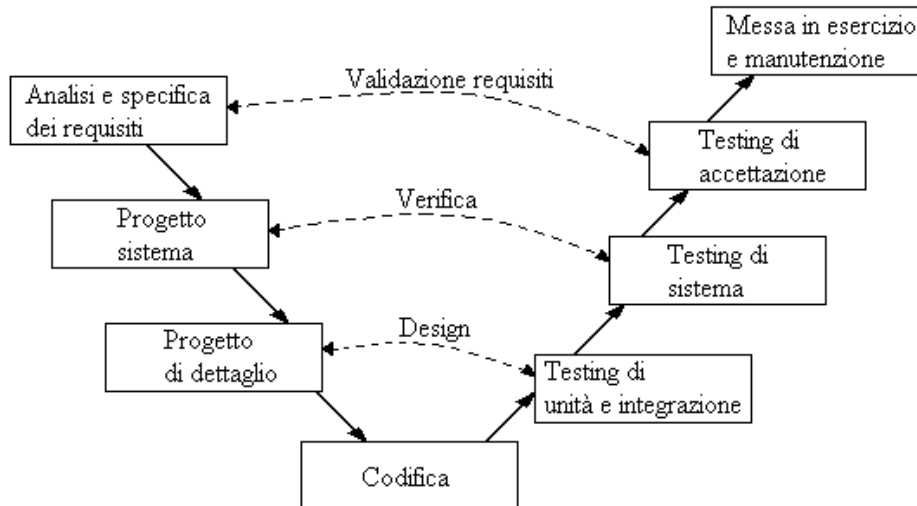 Messa in esercizio
e manutenzione
Validazione requisiti
Analisi e specifica
dei requisiti
Testing di
accettazione
Verifica
Progetto
sistema
Testing di
sistema
Design
Progetto
di dettaglio
Testing di
unità e integrazione
Codifica